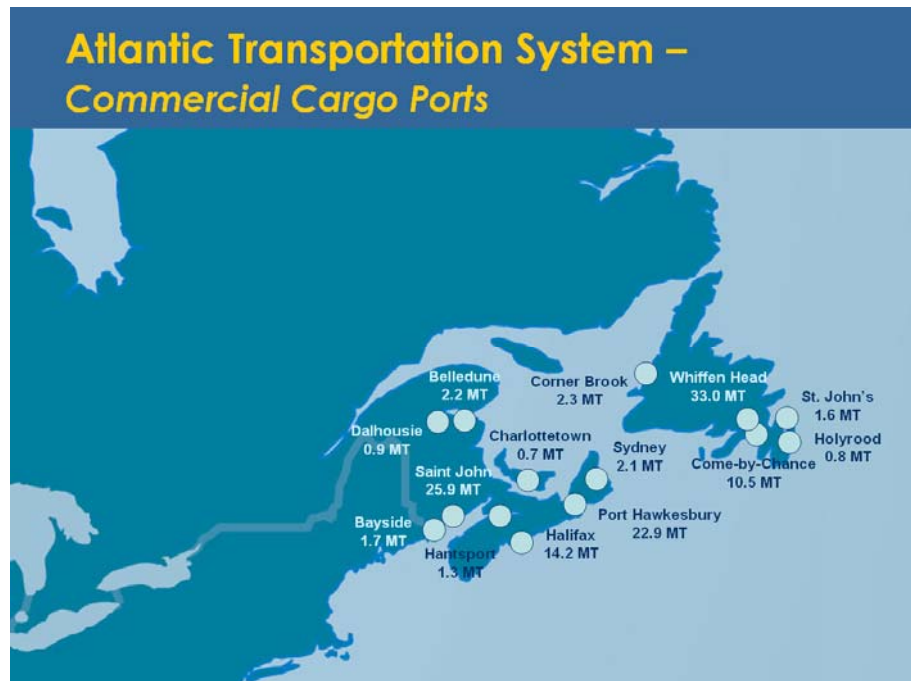 Atlantic Transportation System –
Commercial Cargo Ports
Belledune
2.2 MT
Corner Brook
2.3 MT
Whiffen Head
33.0 MT
St. John's
1.6 MT
Dalhousie
0.9 MT
Charlottetown
0.7 MT
Sydney
2.1 MT
Holyrood
0.8 MT
Come-by-Chance
10.5 MT
Saint John
25.9 MT
Port Hawkesbury
22.9 MT
Bayside
1.7 MT
Halifax
14.2 MT
Hantsport
1.3 MT